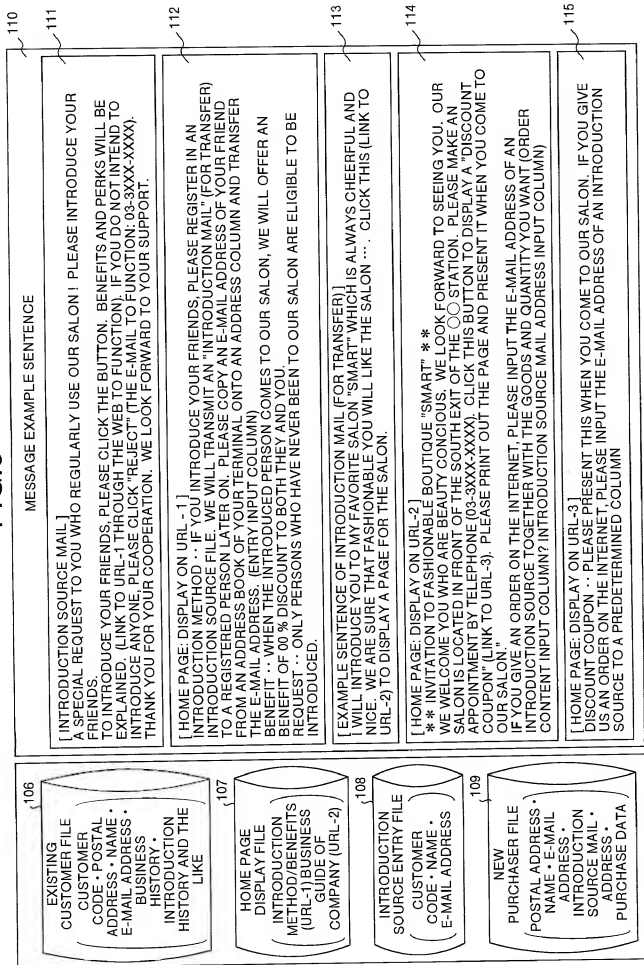 106
EXISTING
CUSTOMER FILE
CUSTOMER
CODE • POSTAL
ADDRESS • NAME •
E-MAIL ADDRESS •
BUSINESS
HISTORY •
INTRODUCTION
HISTORY AND THE
LIKE
107
HOME PAGE
DISPLAY FILE
INTRODUCTION
METHOD/BENEFITS
(URL-1) BUSINESS
GUIDE OF
COMPANY (URL-2)
108
INTRODUCTION
SOURCE ENTRY FILE
CUSTOMER
CODE • NAME •
E-MAIL ADDRESS
109
NEW
PURCHASER FILE
POSTAL ADDRESS •
NAME • E-MAIL
ADDRESS •
INTRODUCTION
SOURCE MAIL •
ADDRESS •
PURCHASE DATA
110
MESSAGE EXAMPLE SENTENCE
111
[ INTRODUCTION SOURCE MAIL ]
A SPECIAL REQUEST TO YOU WHO REGULARLY USE OUR SALON ! PLEASE INTRODUCE YOUR
FRIENDS.
TO INTRODUCE YOUR FRIENDS, PLEASE CLICK THE BUTTON. BENEFITS AND PERKS WILL BE
EXPLAINED. (LINK TO URL-1 THROUGH THE WEB TO FUNCTION). IF YOU DO NOT INTEND TO
INTRODUCE ANYONE, PLEASE CLICK "REJECT" (THE E-MAIL TO FUNCTION: 03-3XXX-XXXX).
THANK YOU FOR YOUR COOPERATION. WE LOOK FORWARD TO YOUR SUPPORT.
112
[ HOME PAGE: DISPLAY ON URL - 1 ]
INTRODUCTION METHOD ·· IF YOU INTRODUCE YOUR FRIENDS, PLEASE REGISTER IN AN
INTRODUCTION SOURCE FILE. WE WILL TRANSMIT AN "INTRODUCTION MAIL" (FOR TRANSFER)
TO A REGISTERED PERSON LATER ON. PLEASE COPY AN E-MAIL ADDRESS OF YOUR FRIEND
FROM AN ADDRESS BOOK OF YOUR TERMINAL ONTO AN ADDRESS COLUMN AND TRANSFER
THE E-MAIL ADDRESS. (ENTRY INPUT COLUMN)
BENEFIT ·· WHEN THE INTRODUCED PERSON COMES TO OUR SALON, WE WILL OFFER AN
BENEFIT OF 00 % DISCOUNT TO BOTH THEY AND YOU.
REQUEST ·· ONLY PERSONS WHO HAVE NEVER BEEN TO OUR SALON ARE ELIGIBLE TO BE
INTRODUCED.
113
[ EXAMPLE SENTENCE OF INTRODUCTION MAIL (FOR TRANSFER) ]
I WILL INTRODUCE YOU TO MY FAVORITE SALON "SMART" WHICH IS ALWAYS CHEERFUL AND
NICE. WE ARE SURE THAT FASHIONABLE YOU WILL LIKE THE SALON ···. CLICK THIS (LINK TO
URL-2) TO DISPLAY A PAGE FOR THE SALON.
114
[ HOME PAGE: DISPLAY ON URL-2 ]
** INVITATION TO FASHIONABLE BOUTIQUE "SMART" **
WE WELCOME YOU WHO ARE BEAUTY CONCIOUS. WE LOOK FORWARD TO SEEING YOU. OUR
SALON IS LOCATED IN FRONT OF THE SOUTH EXIT OF THE ○○ STATION. PLEASE MAKE AN
APPOINTMENT BY TELEPHONE (03-3XXX-XXXX). CLICK THIS BUTTON TO DISPLAY A "DISCOUNT
COUPON" (LINK TO URL-3). PLEASE PRINT OUT THE PAGE AND PRESENT IT WHEN YOU COME TO
OUR SALON."
IF YOU GIVE AN ORDER ON THE INTERNET, PLEASE INPUT THE E-MAIL ADDRESS OF AN
INTRODUCTION SOURCE TOGETHER WITH THE GOODS AND QUANTITY YOU WANT (ORDER
CONTENT INPUT COLUMN? INTRODUCTION SOURCE MAIL ADDRESS INPUT COLUMN)
115
[ HOME PAGE: DISPLAY ON URL-3 ]
DISCOUNT COUPON ·· PLEASE PRESENT THIS WHEN YOU COME TO OUR SALON. IF YOU GIVE
US AN ORDER ON THE INTERNET, PLEASE INPUT THE E-MAIL ADDRESS OF AN INTRODUCTION
SOURCE TO A PREDETERMINED COLUMN